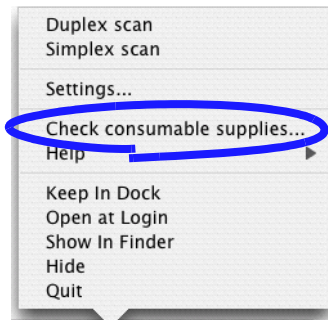 Duplex scan
Simplex scan
Settings...
Check consumable supplies...
Help
Keep In Dock
Open at Login
Show In Finder
Hide
Quit